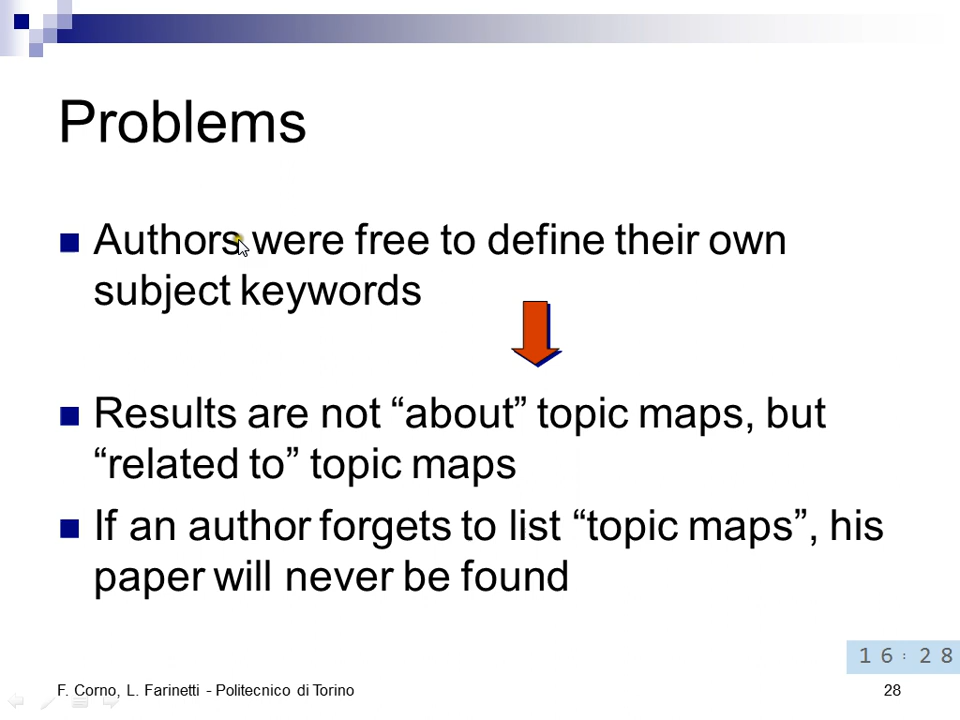 Problems
Authors were free to define their own
subject keywords
Results are not “about” topic maps, but
“related to” topic maps
If an author forgets to list “topic maps”, his
paper will never be found
16:28
F. Corno, L. Farinetti - Politecnico di Torino
28